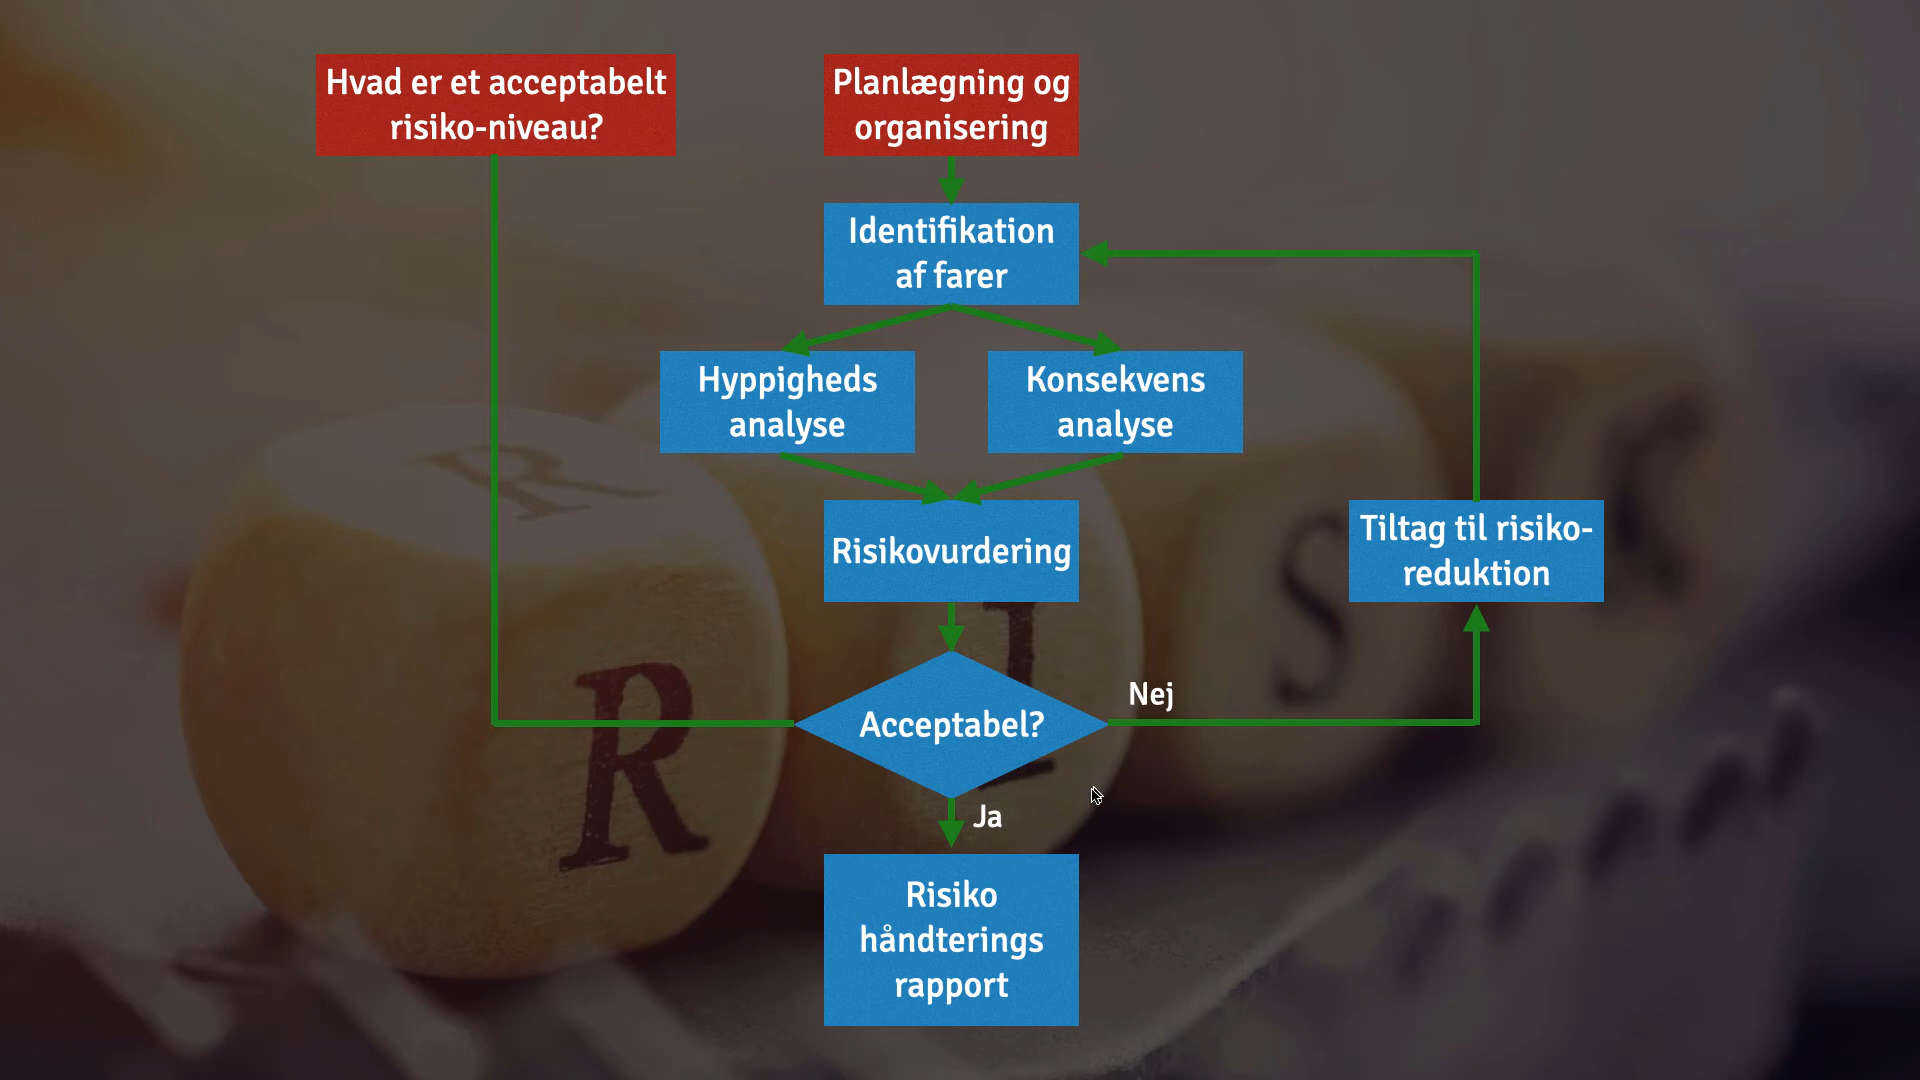 Hvad er et acceptabelt
risiko-niveau?
Planlægning og
organisering
Identifikation
af farer
Hyppigheds
analyse
Konsekvens
analyse
Risikovurdering
Tiltag til risiko-
reduktion
Acceptabel?
Nej
Ja
Risiko
håndterings
rapport
R
R I S K